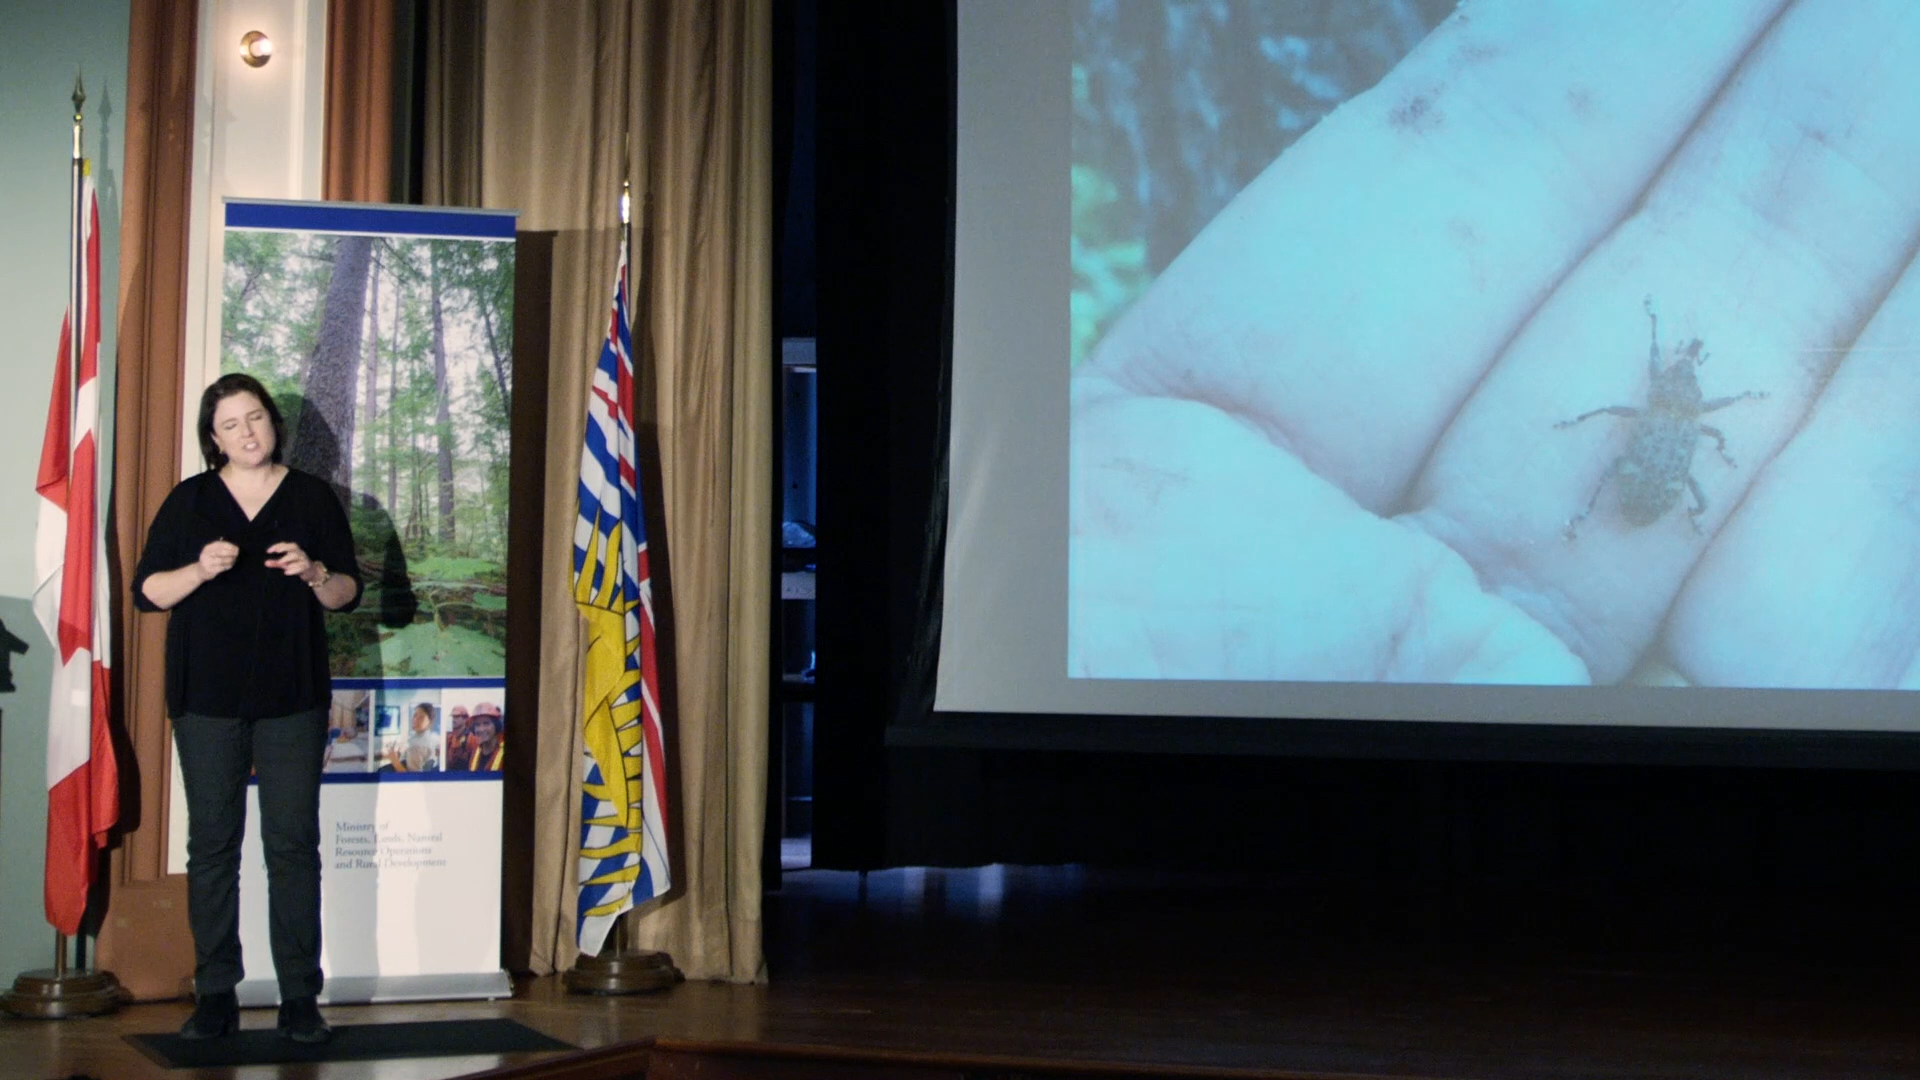 Ministry of
Forests, Lands, Natural
Resource Operations
and Rural Development